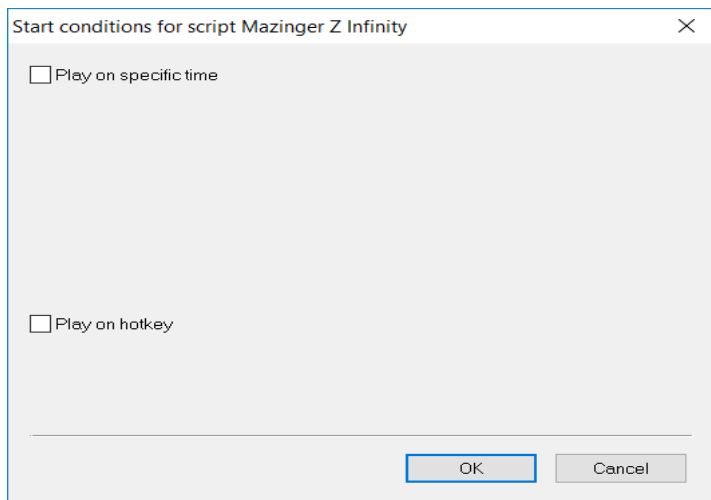 Start conditions for script Mazinger Z Infinity
Play on specific time
Play on hotkey
OK
Cancel